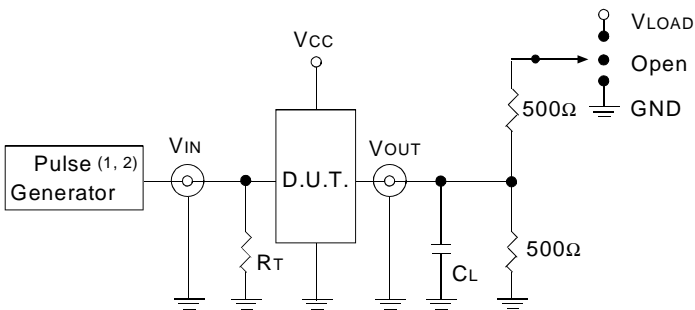 VLOAD
VCC
Open
500Ω
GND
VIN
VOUT
Pulse (1, 2)
Generator
D.U.T.
RT
CL
500Ω